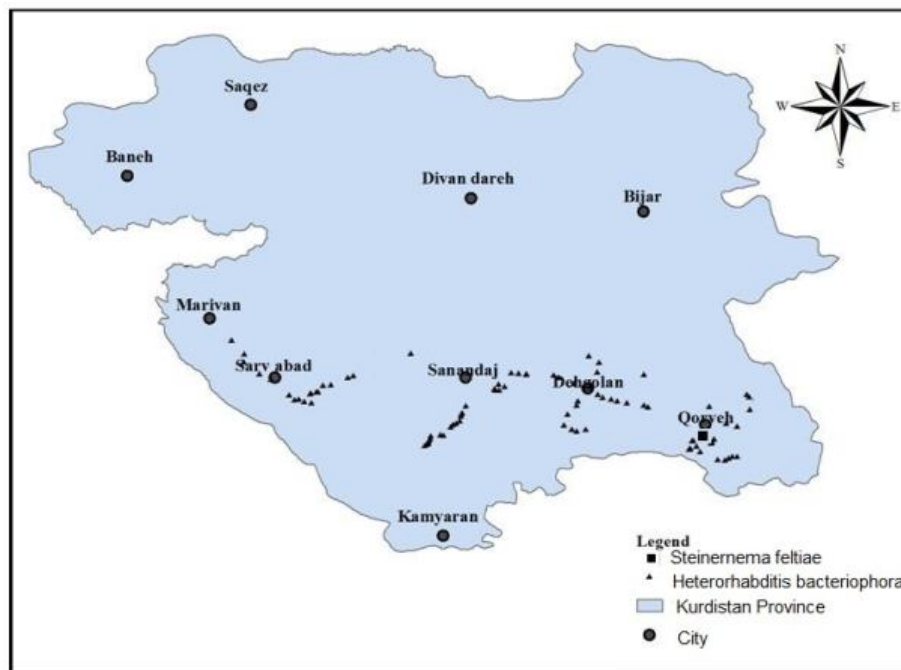 N
W
E
S
Saqez
Baneh
Divan dareh
Bijar
Marivan
Sarv abad
Sanandaj
Dehgolan
Qorveh
Kamyaran
Legend
Steinernema feltiae
Heterorhabditis bacteriophora
Kurdistan Province
City